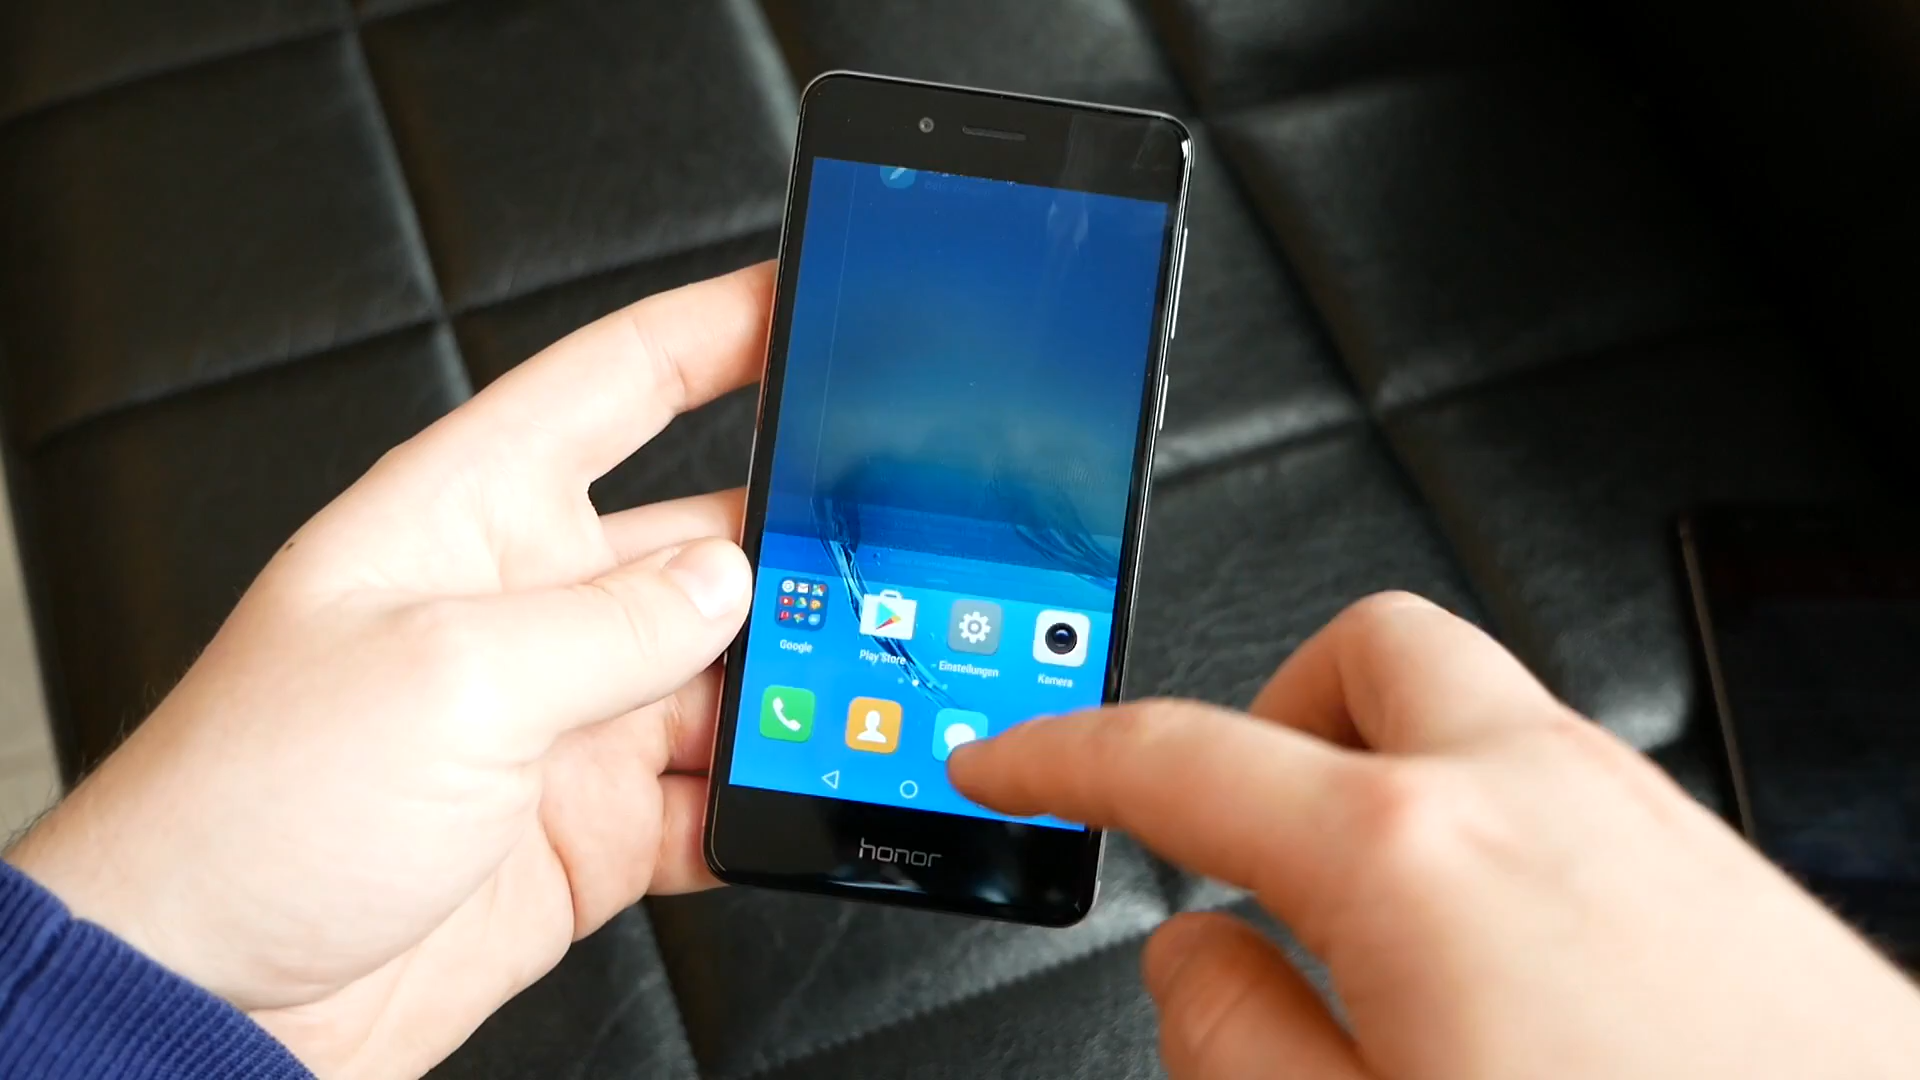 Google
Play Store
Einstellungen
Kamera
honor